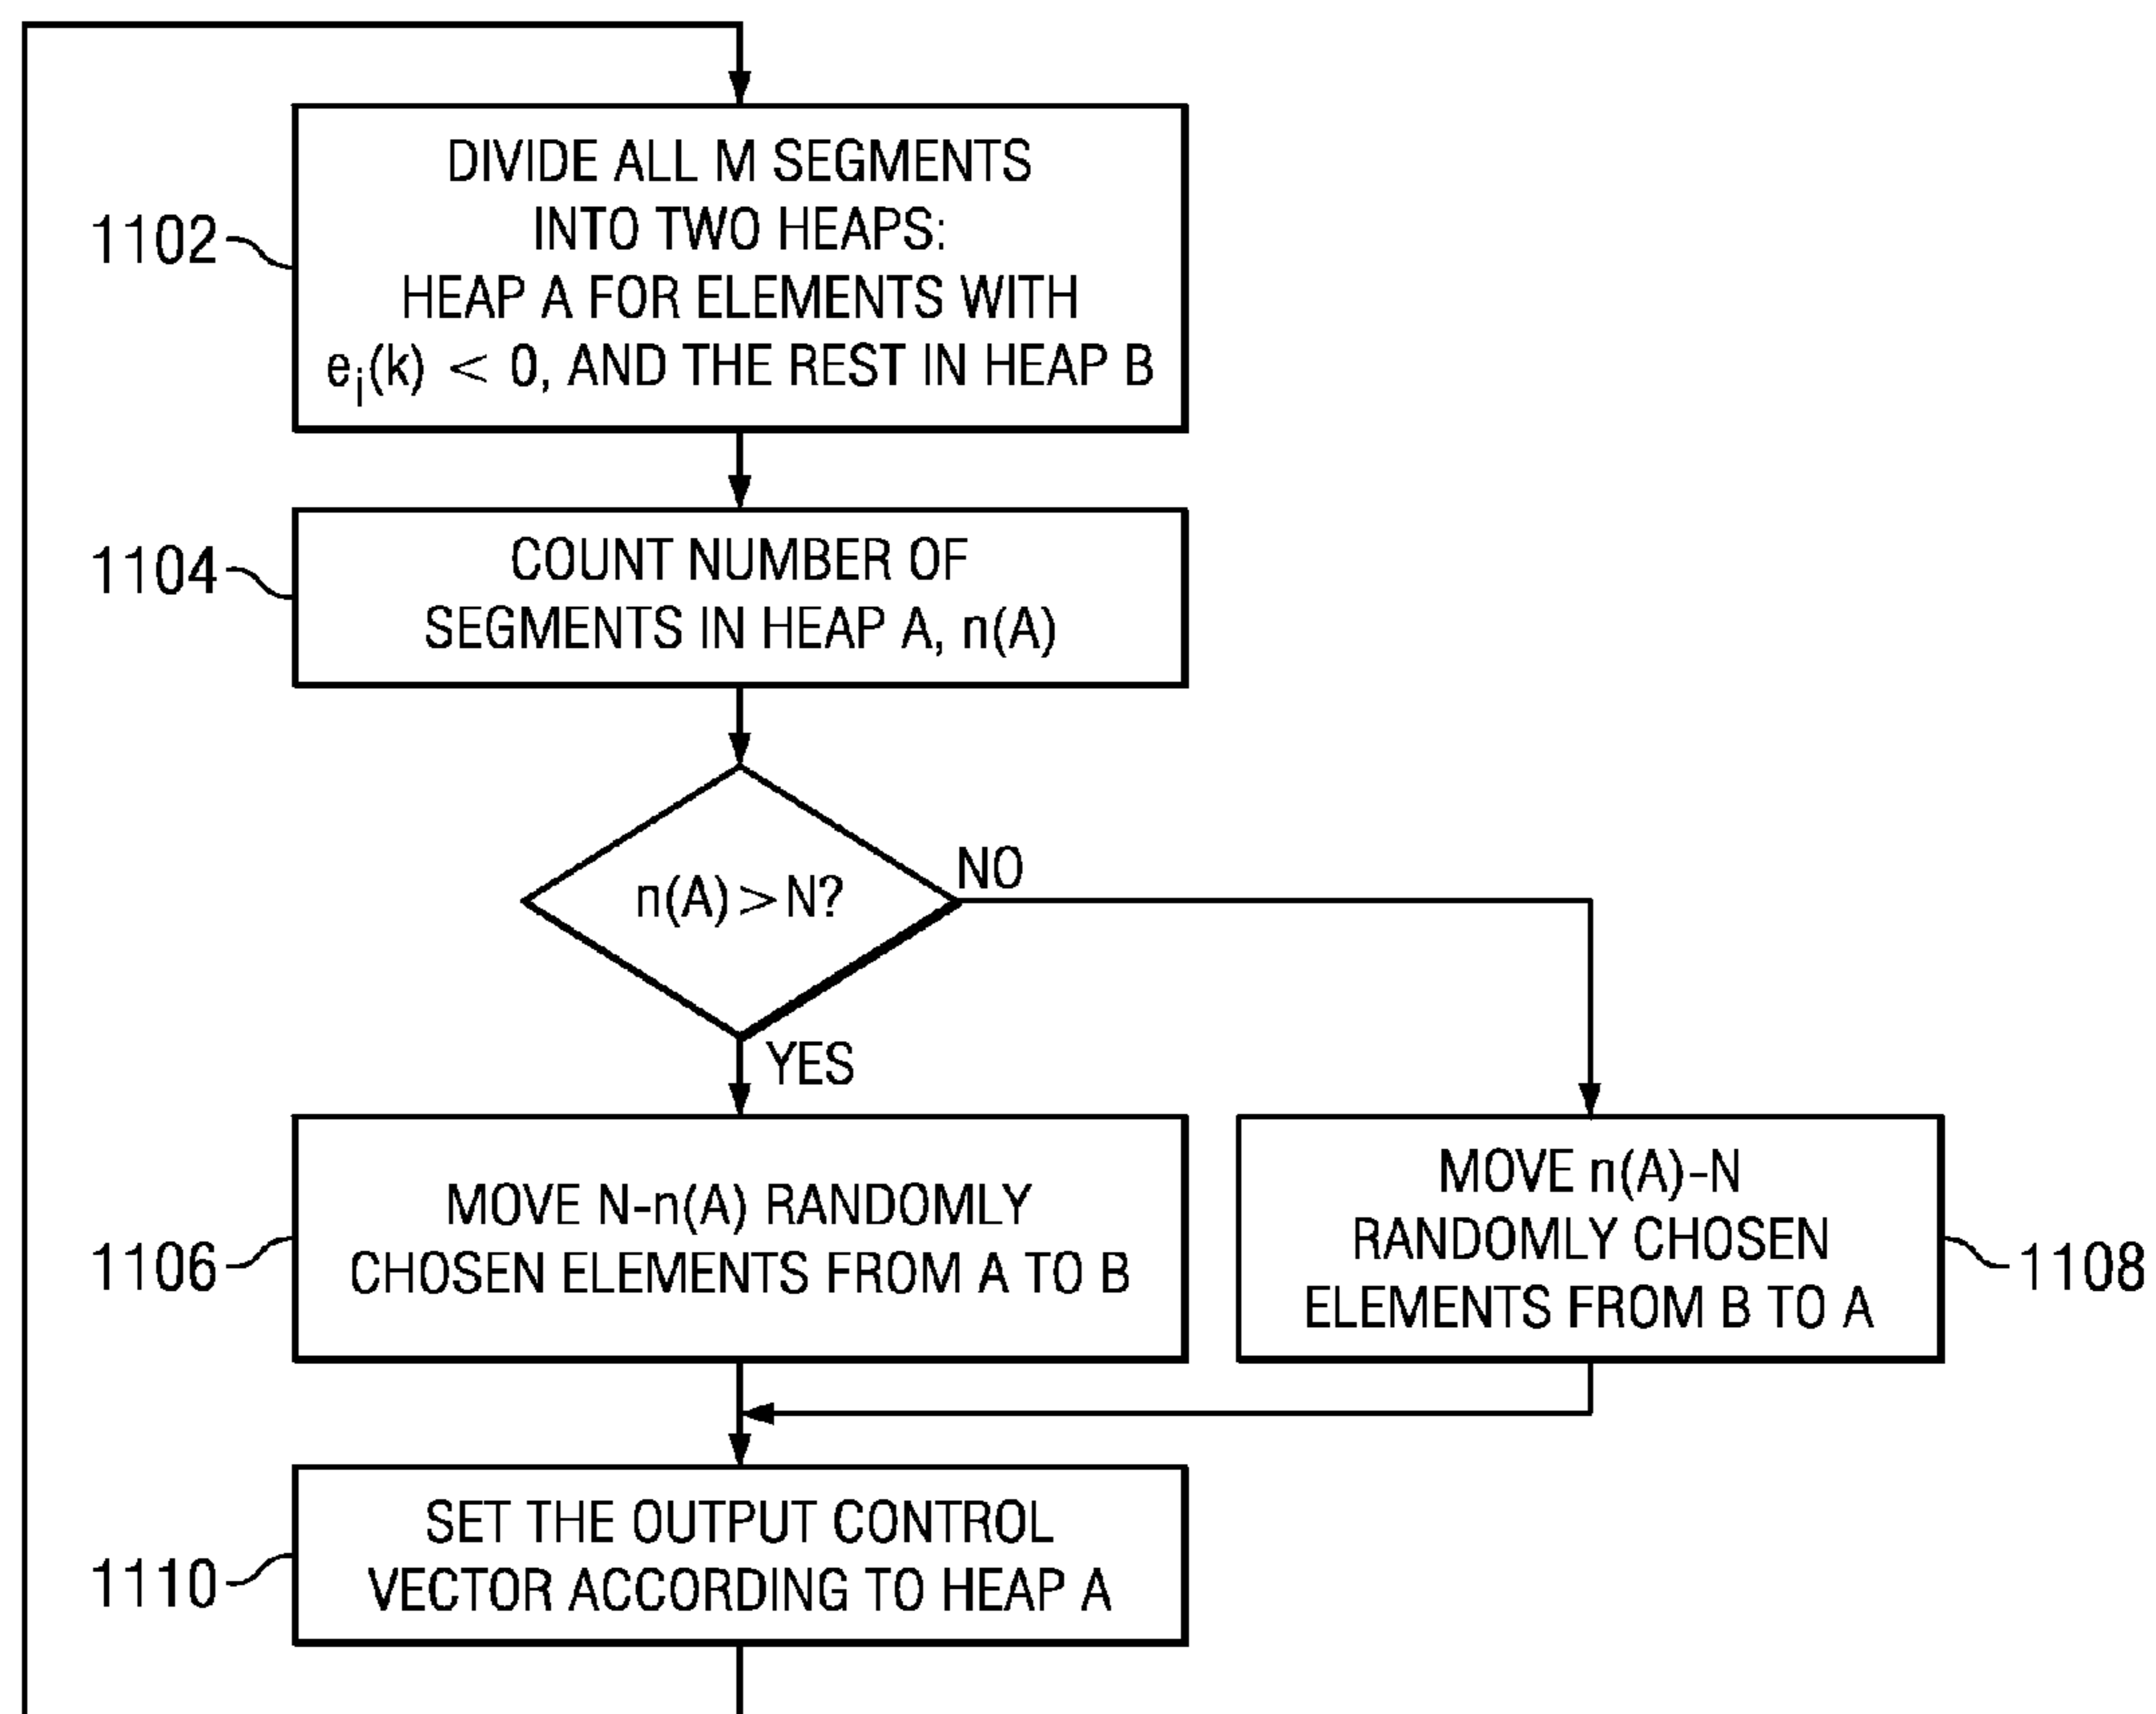 1102
DIVIDE ALL M SEGMENTS
INTO TWO HEAPS:
HEAP A FOR ELEMENTS WITH
eᵢ(k) < 0, AND THE REST IN HEAP B
1104
COUNT NUMBER OF
SEGMENTS IN HEAP A, n(A)
n(A) > N?
NO
YES
1106
MOVE N-n(A) RANDOMLY
CHOSEN ELEMENTS FROM A TO B
MOVE n(A)-N
RANDOMLY CHOSEN
ELEMENTS FROM B TO A
1108
1110
SET THE OUTPUT CONTROL
VECTOR ACCORDING TO HEAP A